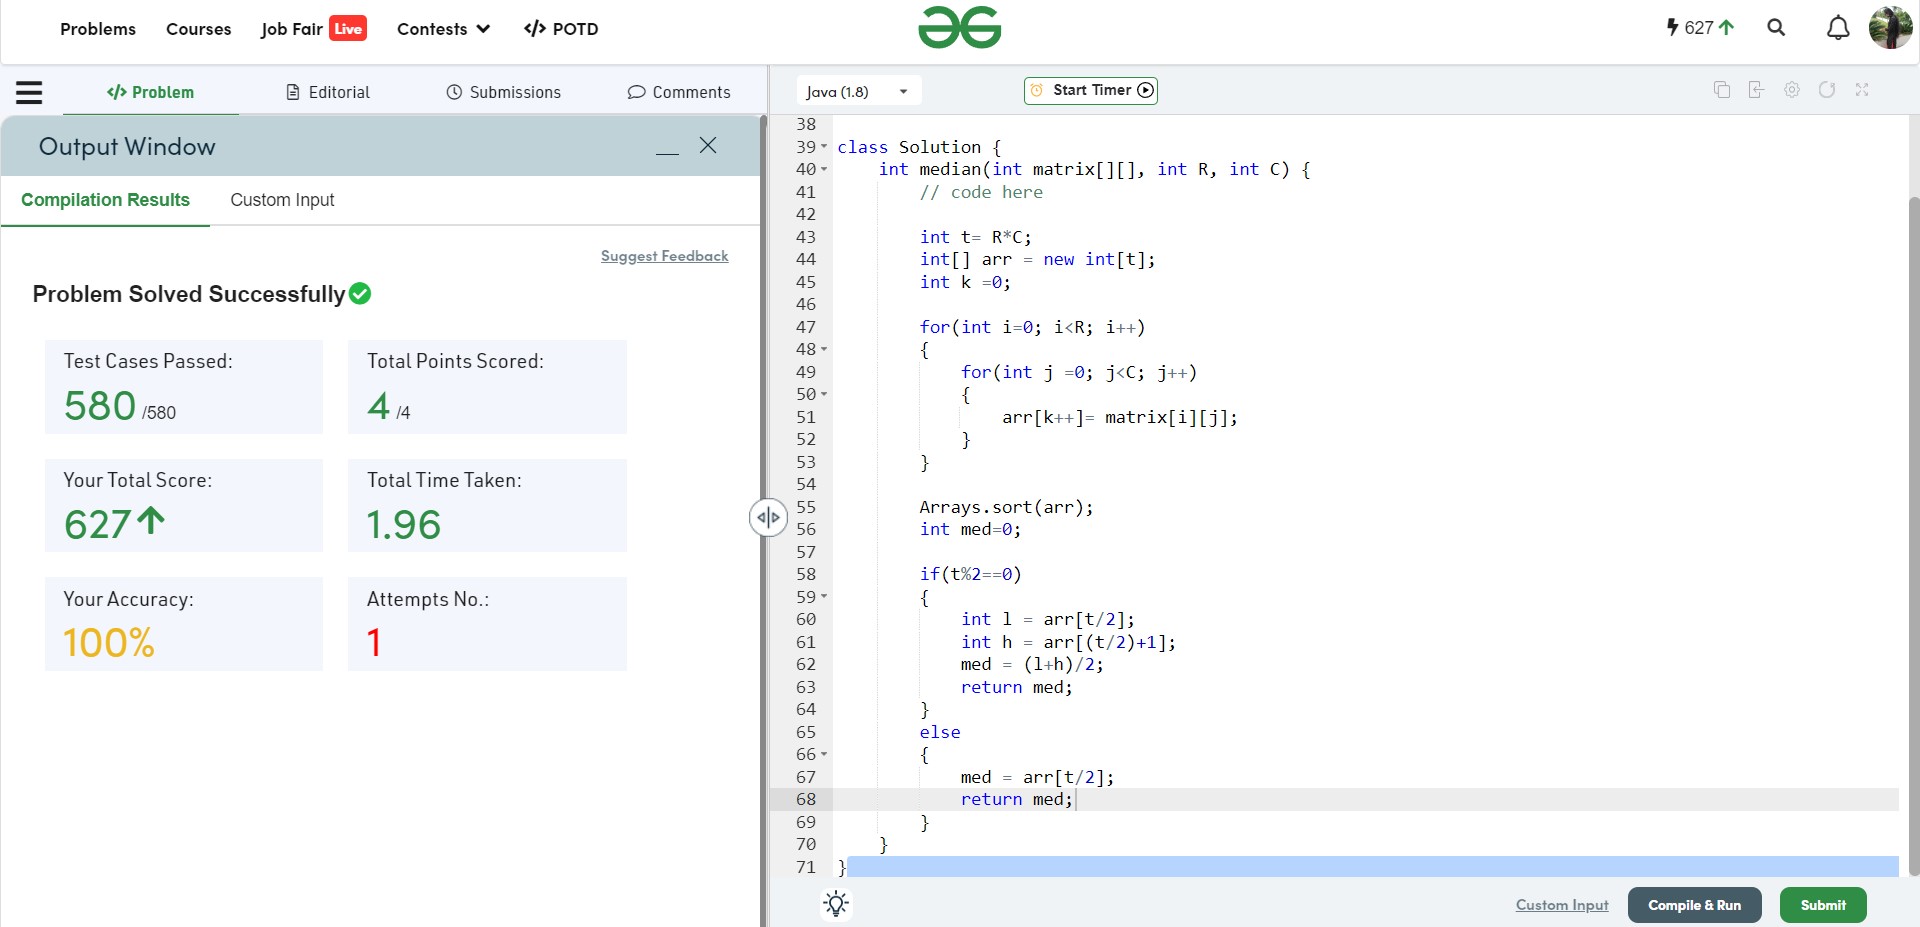 Problems Courses Job Fair Live Contests </> POTD
627
</> Problem Editorial Submissions Comments
Output Window
Compilation Results Custom Input
Suggest Feedback
Problem Solved Successfully
Test Cases Passed: Total Points Scored:
580 /580 4 /4
Your Total Score: Total Time Taken:
627 1.96
Your Accuracy: Attempts No.:
100% 1
Java (1.8) Start Timer
38
39 class Solution {
40     int median(int matrix[][], int R, int C) {
41         // code here
42
43         int t= R*C;
44         int[] arr = new int[t];
45         int k =0;
46
47         for(int i=0; i<R; i++)
48         {
49             for(int j =0; j<C; j++)
50             {
51                 arr[k++]= matrix[i][j];
52             }
53         }
54
55         Arrays.sort(arr);
56         int med=0;
57
58         if(t%2==0)
59         {
60             int l = arr[t/2];
61             int h = arr[(t/2)+1];
62             med = (l+h)/2;
63             return med;
64         }
65         else
66         {
67             med = arr[t/2];
68             return med;
69         }
70     }
71 }
Custom Input Compile & Run Submit